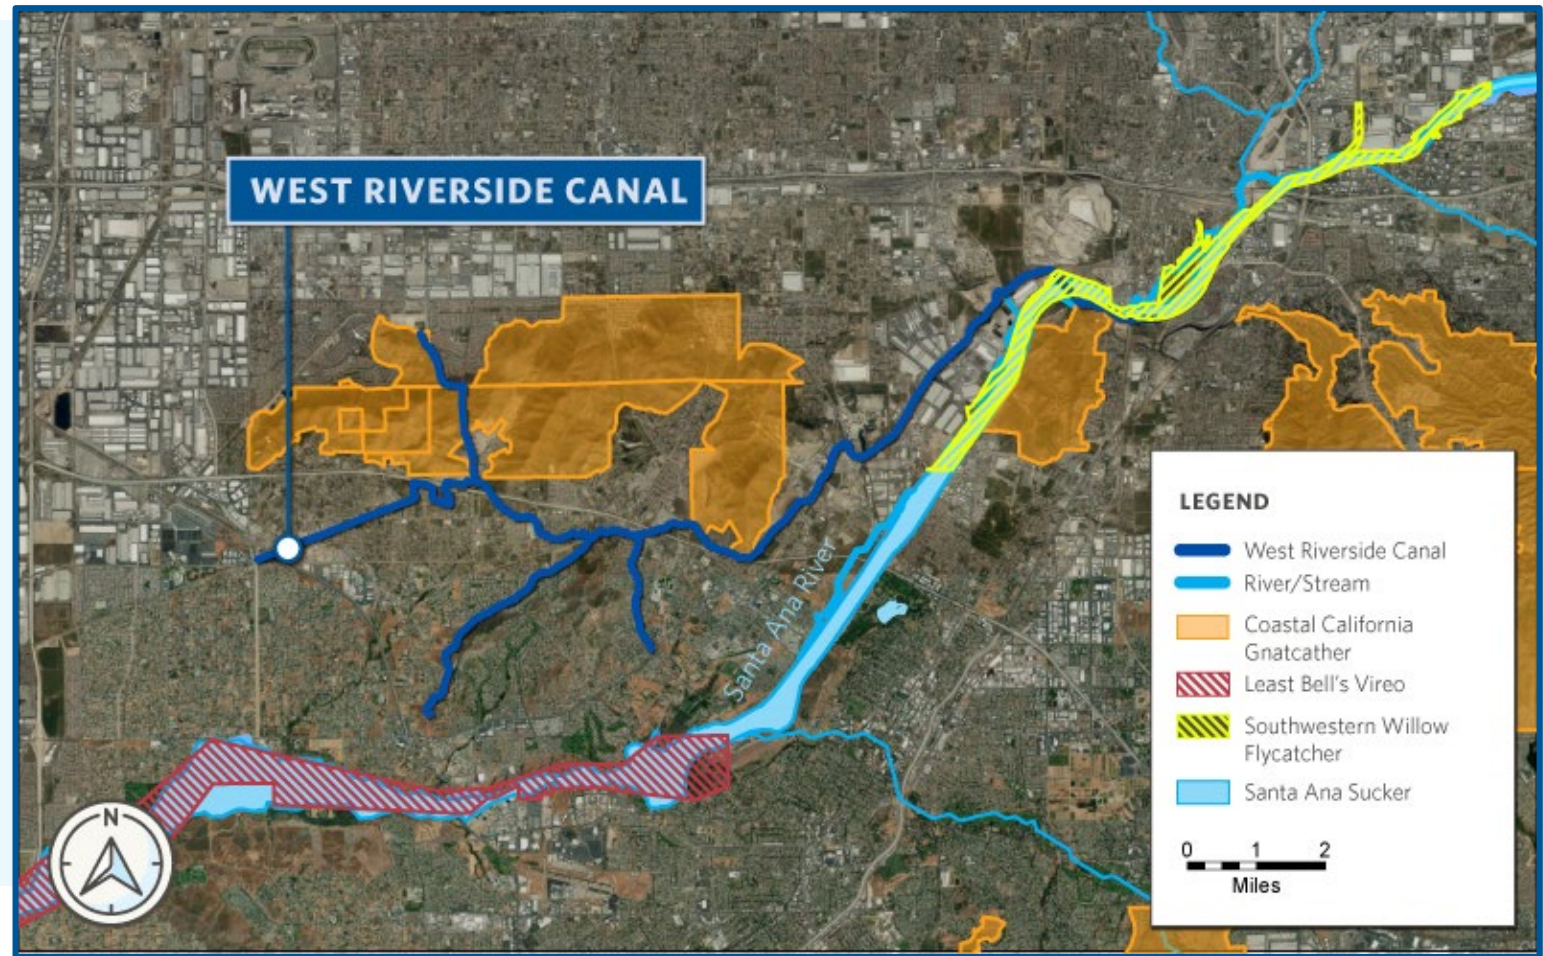 WEST RIVERSIDE CANAL
Santa Ana River
LEGEND
West Riverside Canal
River/Stream
Coastal California
Gnatcather
Least Bell's Vireo
Southwestern Willow
Flycatcher
Santa Ana Sucker
0 1 2
Miles
N